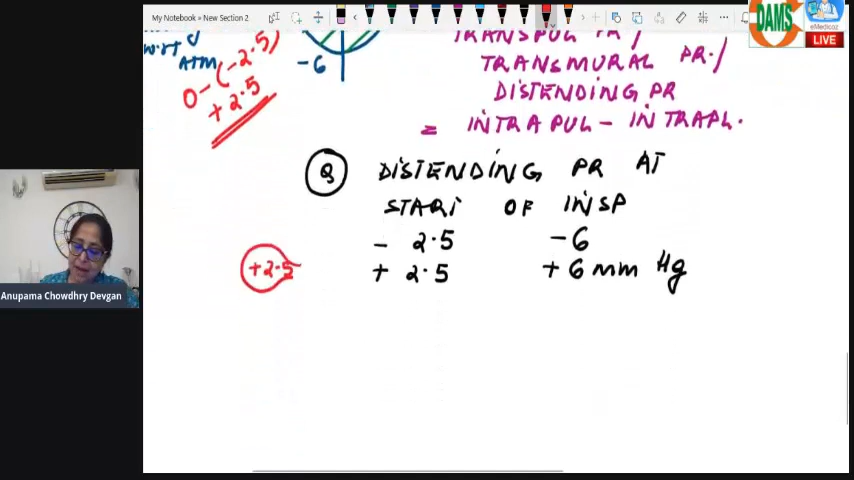 My Notebook > New Section 2
DAMS
eMedicoz
LIVE
w.r.t
ATM
0-(-2.5)
+2.5
-6
TRANSPUL PR /
TRANSMURAL PR. /
DISTENDING PR
= INTRAPUL - INTRAPL.
Q DISTENDING PR AT
START OF INSP
- 2.5 -6
+2.5 + 2.5 + 6 mm Hg
Anupama Chowdhry Devgan